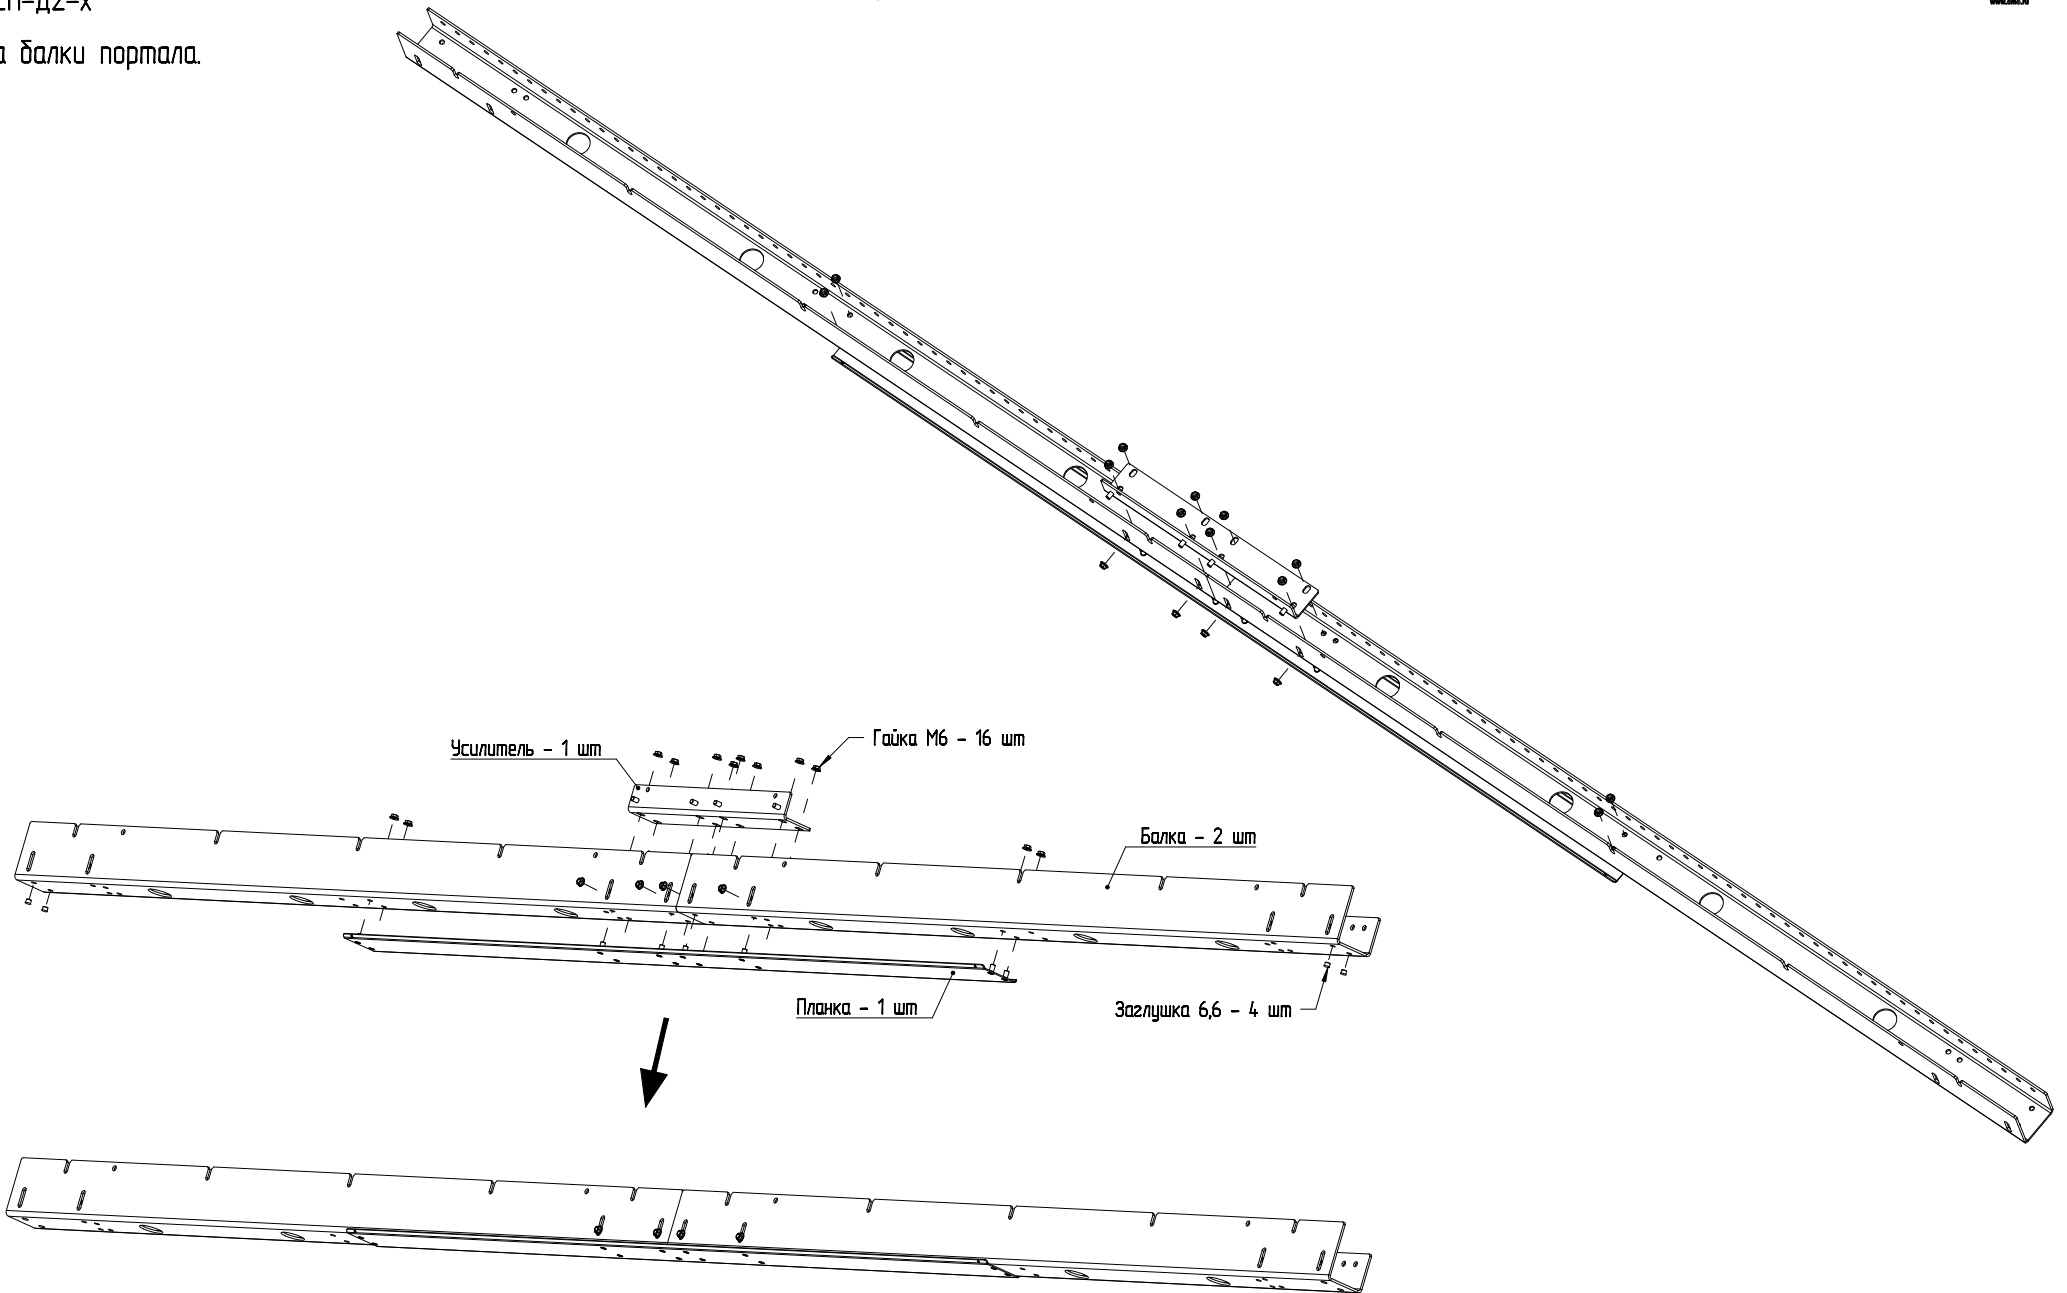 балки портала.
Усилитель - 1 шт
Гайка М6 - 16 шт
Балка - 2 шт
Планка - 1 шт
Заглушка 6,6 - 4 шт